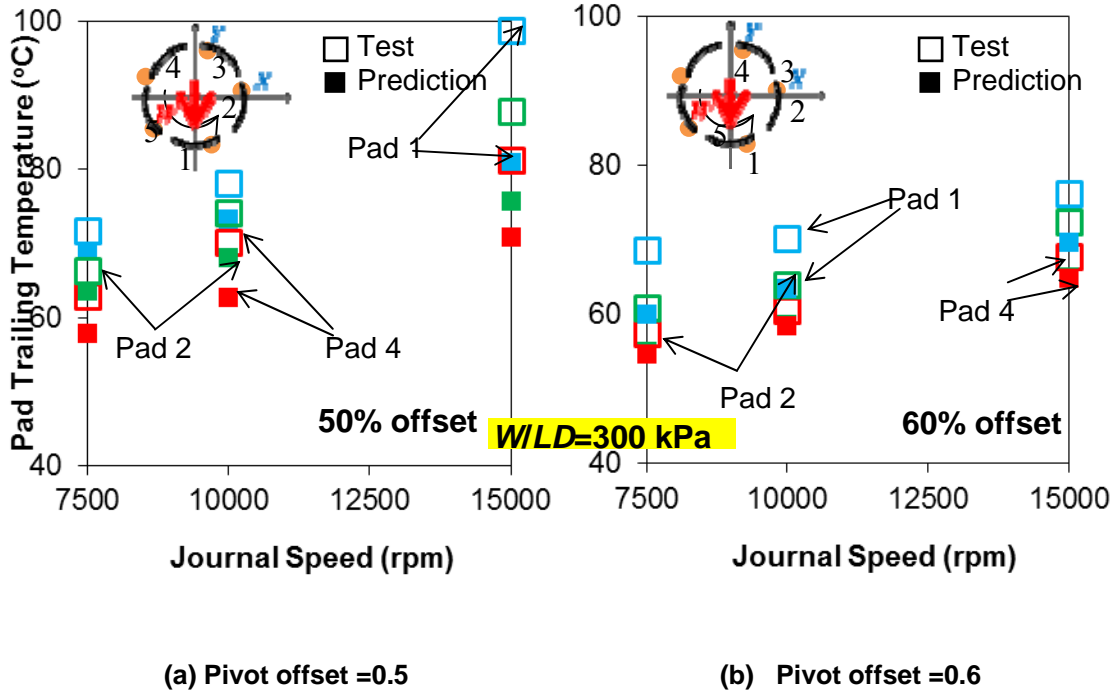 Pad Trailing Temperature (°C)
100
80
60
40
4
3
2
5
1
Y
X
W
Test
Prediction
Pad 1
Pad 2
Pad 4
50% offset
7500
10000
12500
15000
Journal Speed (rpm)
W/LD=300 kPa
100
80
60
40
4
3
2
5
1
Y
X
W
Test
Prediction
Pad 1
Pad 2
Pad 4
60% offset
7500
10000
12500
15000
Journal Speed (rpm)
(a) Pivot offset =0.5
(b) Pivot offset =0.6